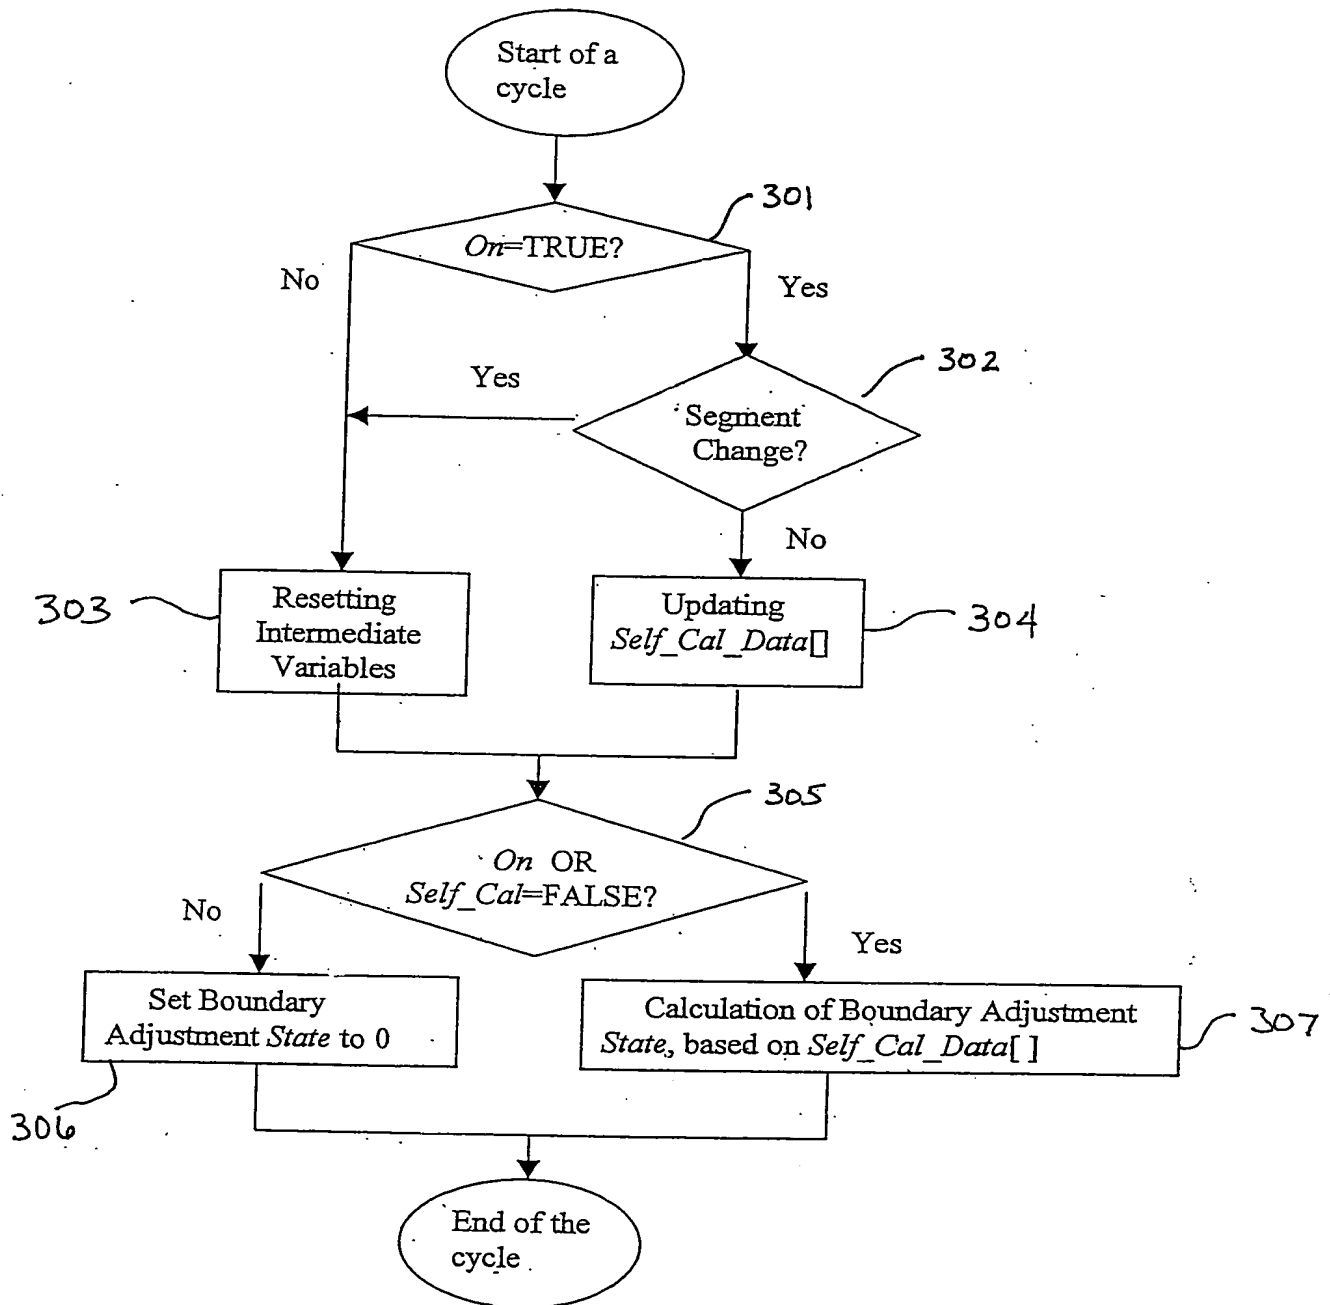 Start of a
cycle
301
On=TRUE?
No
Yes
302
Yes
Segment
Change?
No
303
Resetting
Intermediate
Variables
Updating
Self_Cal_Data[]
304
305
On OR
Self_Cal=FALSE?
No
Yes
Set Boundary
Adjustment State to 0
Calculation of Boundary Adjustment
State, based on Self_Cal_Data[ ]
307
306
End of the
cycle